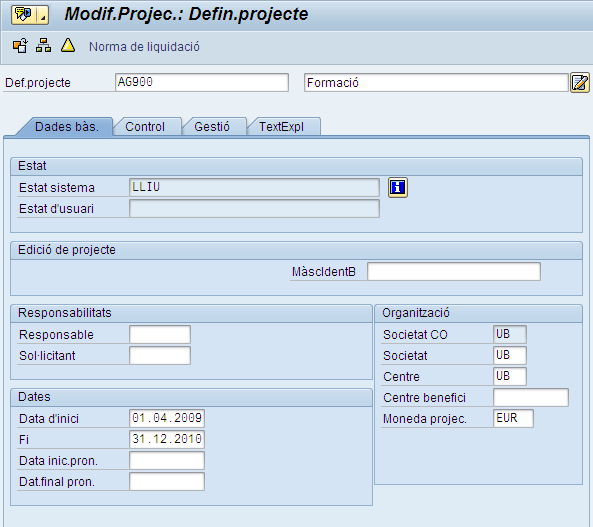 Modif.Projec.: Defin.projecte
Norma de liquidació
Def.projecte AG900 Formació
Dades bàs. Control Gestió TextExpl
Estat
Estat sistema LLIU
Estat d'usuari
Edició de projecte
MàscIdentB
Responsabilitats
Responsable
Sol·licitant
Organització
Societat CO UB
Societat UB
Centre UB
Centre benefici
Moneda projec. EUR
Dates
Data d'inici 01.04.2009
Fi 31.12.2010
Data inic.pron.
Dat.final pron.